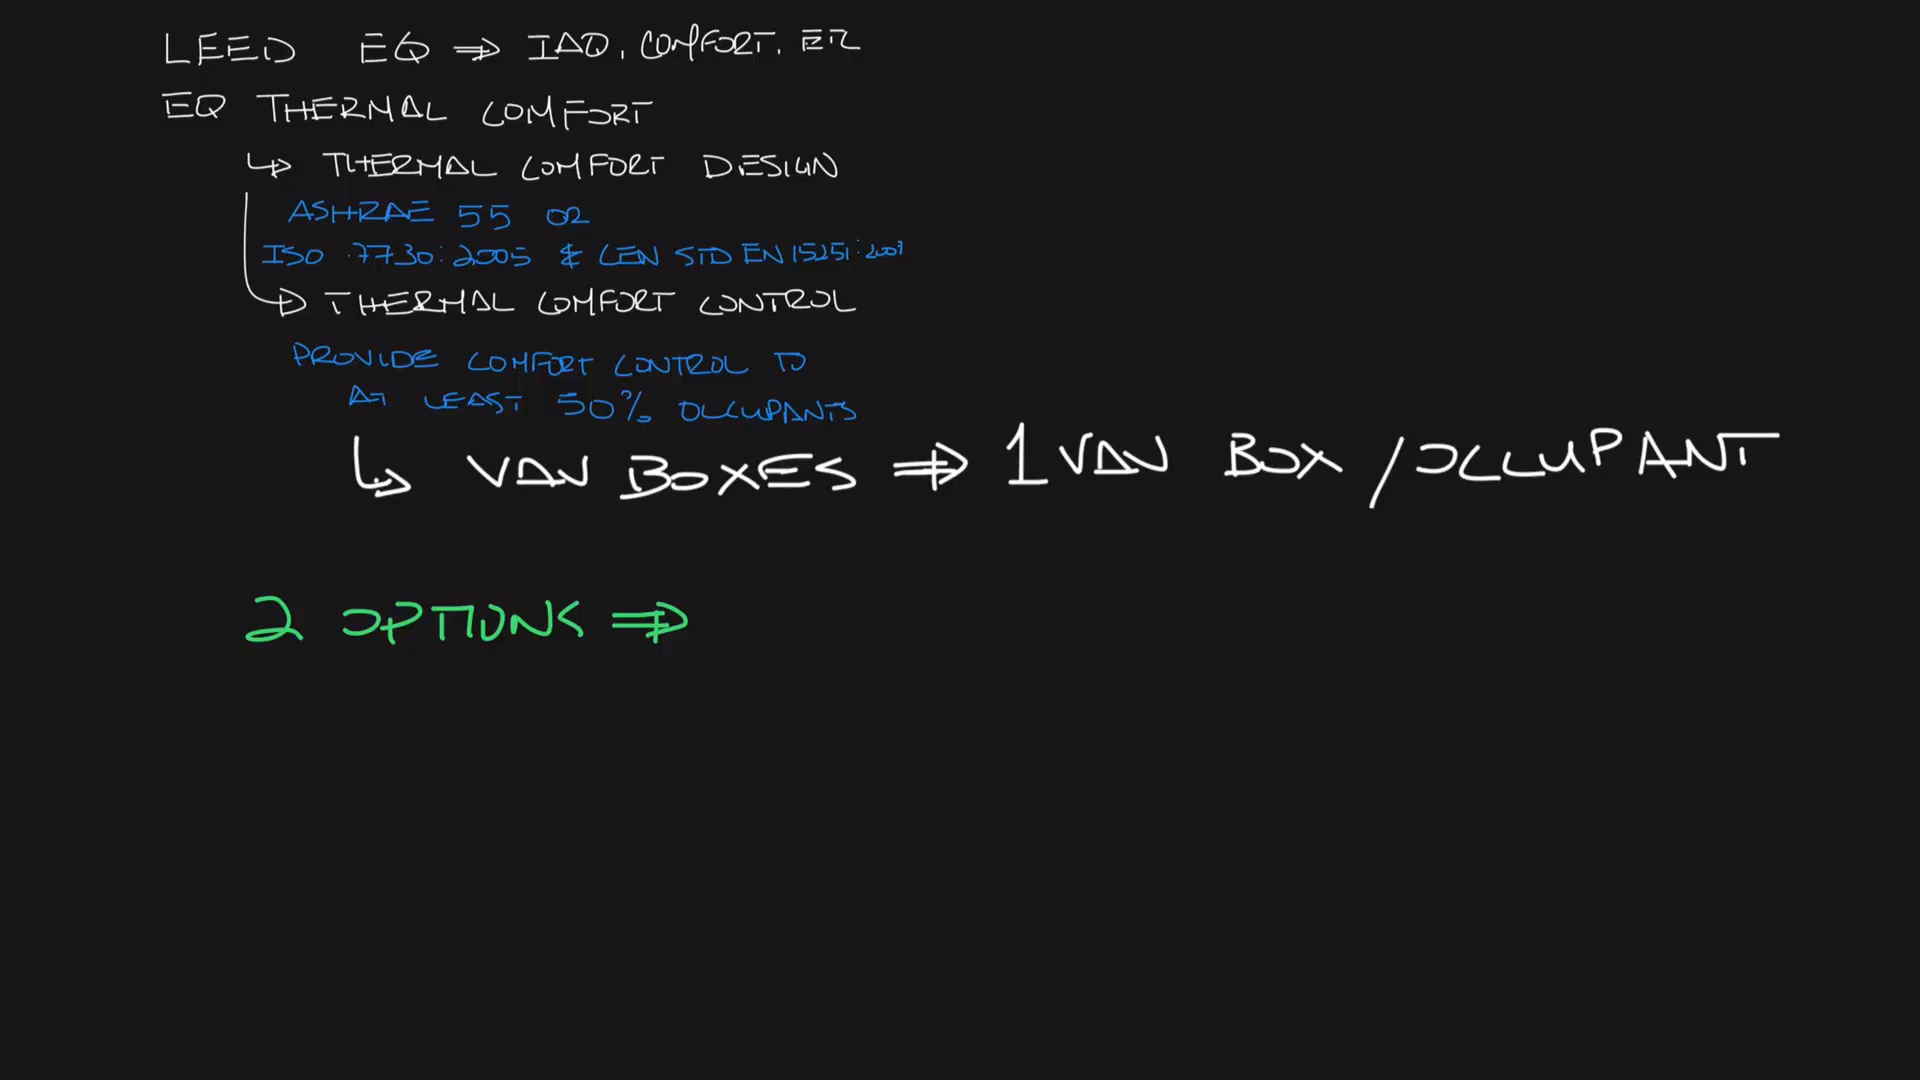 LEED EQ ⇒ IAQ, COMFORT, ETC
EQ THERMAL COMFORT
↳ THERMAL COMFORT DESIGN
ASHRAE 55 OR
ISO 7730:2005 & CEN STD EN 15251:2007
↳ THERMAL COMFORT CONTROL
PROVIDE COMFORT CONTROL TO
AT LEAST 50% OCCUPANTS
↳ VAV BOXES ⇒ 1 VAV BOX / OCCUPANT
2 OPTIONS ⇒